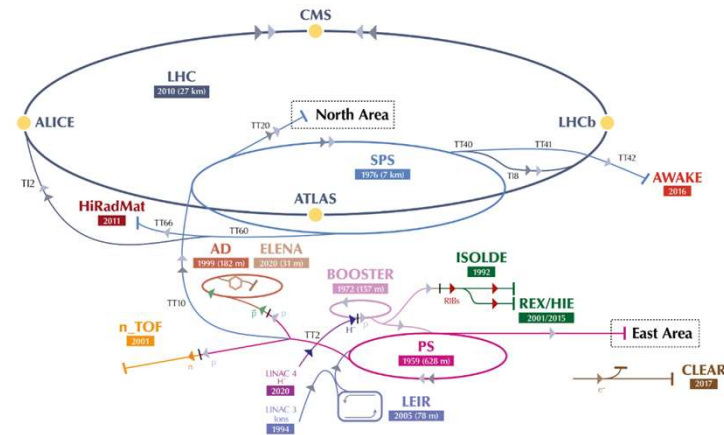 CMS
LHC
2010 (27 km)
North Area
TT20
ALICE
LHCb
TT40
TT41
SPS
1976 (7 km)
TI8
TT42
TI2
AWAKE
2016
HiRadMat
2011
ATLAS
TT66
TT60
AD
1999 (182 m)
ELENA
2020 (31 m)
ISOLDE
1992
BOOSTER
1972 (157 m)
RIBs
REX/HIE
2001/2015
TT10
p
p
H-
p
TT2
East Area
n_TOF
2001
PS
1959 (628 m)
n
p
LINAC 4
H-
2020
CLEAR
2017
e-
LEIR
2005 (78 m)
LINAC 3
Ions
1994